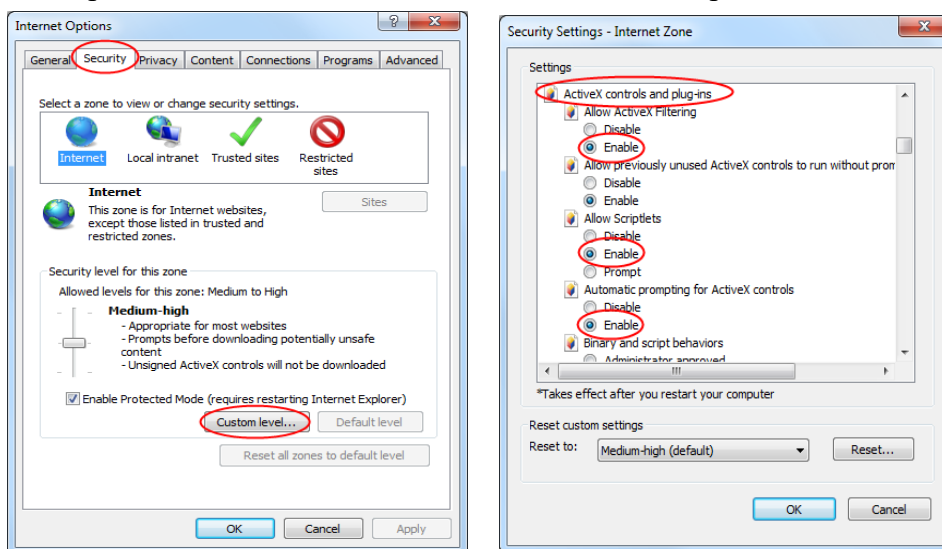 Internet Options
General Security Privacy Content Connections Programs Advanced
Select a zone to view or change security settings.
Internet Local intranet Trusted sites Restricted
sites
Internet
Sites
This zone is for Internet websites,
except those listed in trusted and
restricted zones.
Security level for this zone
Allowed levels for this zone: Medium to High
Medium-high
- Appropriate for most websites
- Prompts before downloading potentially unsafe
content
- Unsigned ActiveX controls will not be downloaded
Enable Protected Mode (requires restarting Internet Explorer)
Custom level... Default level
Reset all zones to default level
OK Cancel Apply
Security Settings - Internet Zone
Settings
ActiveX controls and plug-ins
Allow ActiveX Filtering
Disable
Enable
Allow previously unused ActiveX controls to run without prom
Disable
Enable
Allow Scriptlets
Disable
Enable
Prompt
Automatic prompting for ActiveX controls
Disable
Enable
Binary and script behaviors
Administrator approved
*Takes effect after you restart your computer
Reset custom settings
Reset to: Medium-high (default) Reset...
OK Cancel